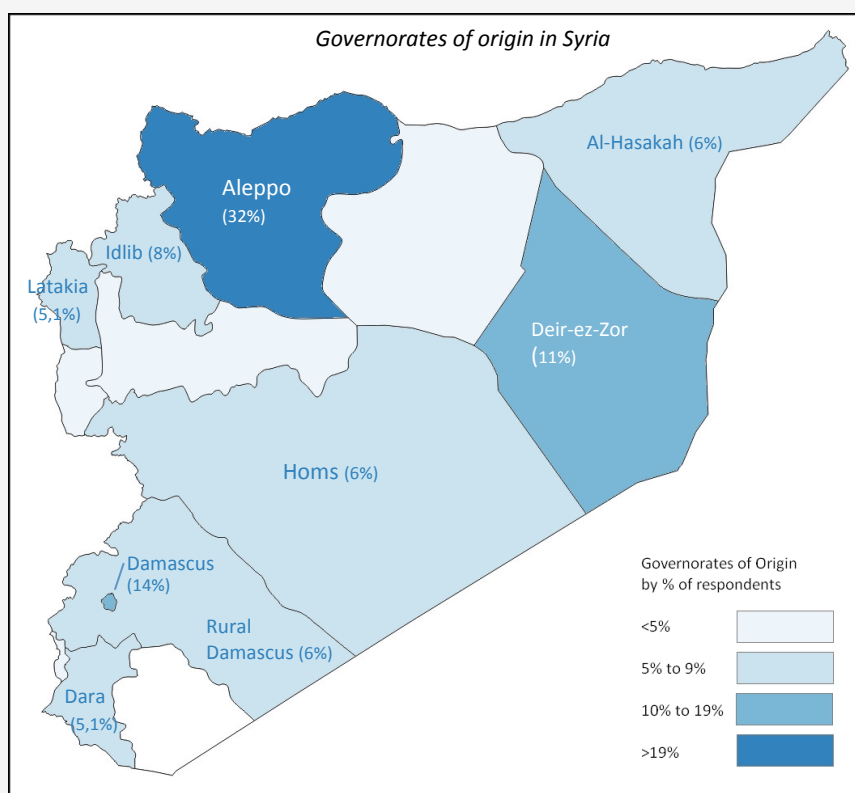 Governorates of origin in Syria
Al-Hasakah (6%)
Aleppo
(32%)
Idlib (8%)
Latakia
(5,1%)
Deir-ez-Zor
(11%)
Homs (6%)
Damascus
(14%)
Rural
Damascus (6%)
Dara
(5,1%)
Governorates of Origin
by % of respondents
<5%
5% to 9%
10% to 19%
>19%